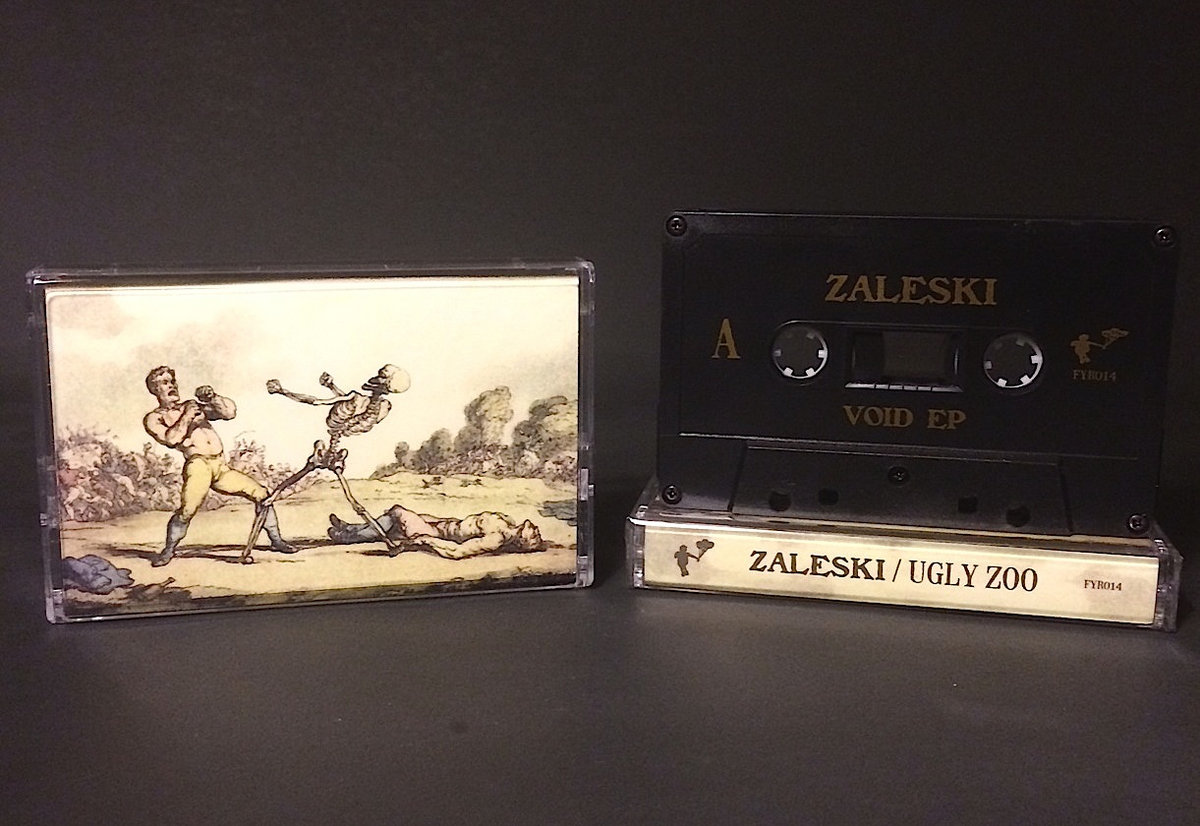 ZALESKI
A
FYR014
VOID EP
ZALESKI / UGLY ZOO
FYR014